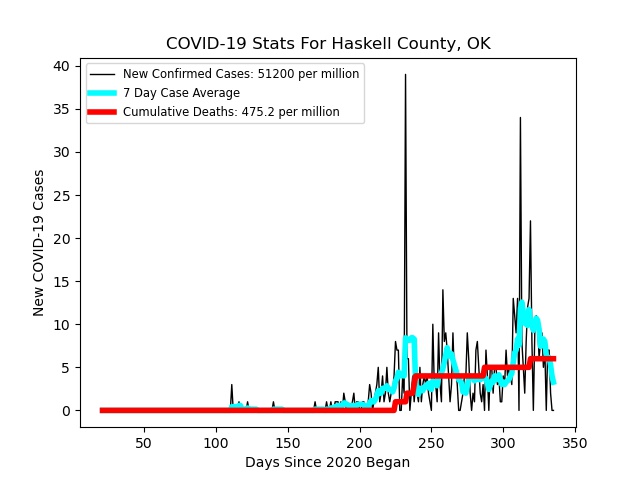 COVID-19 Stats For Haskell County, OK
New Confirmed Cases: 51200 per million
7 Day Case Average
Cumulative Deaths: 475.2 per million
New COVID-19 Cases
40
35
30
25
20
15
10
5
0
50 100 150 200 250 300 350
Days Since 2020 Began